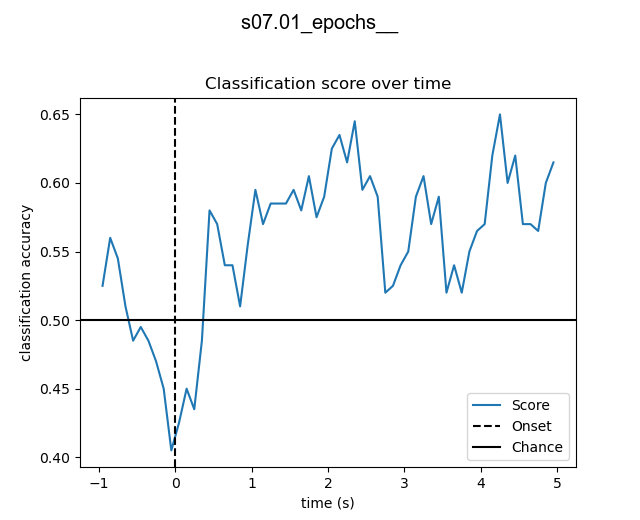 s07.01_epochs__
Classification score over time
classification accuracy
0.65
0.60
0.55
0.50
0.45
0.40
Score
Onset
Chance
−1
0
1
2
3
4
5
time (s)